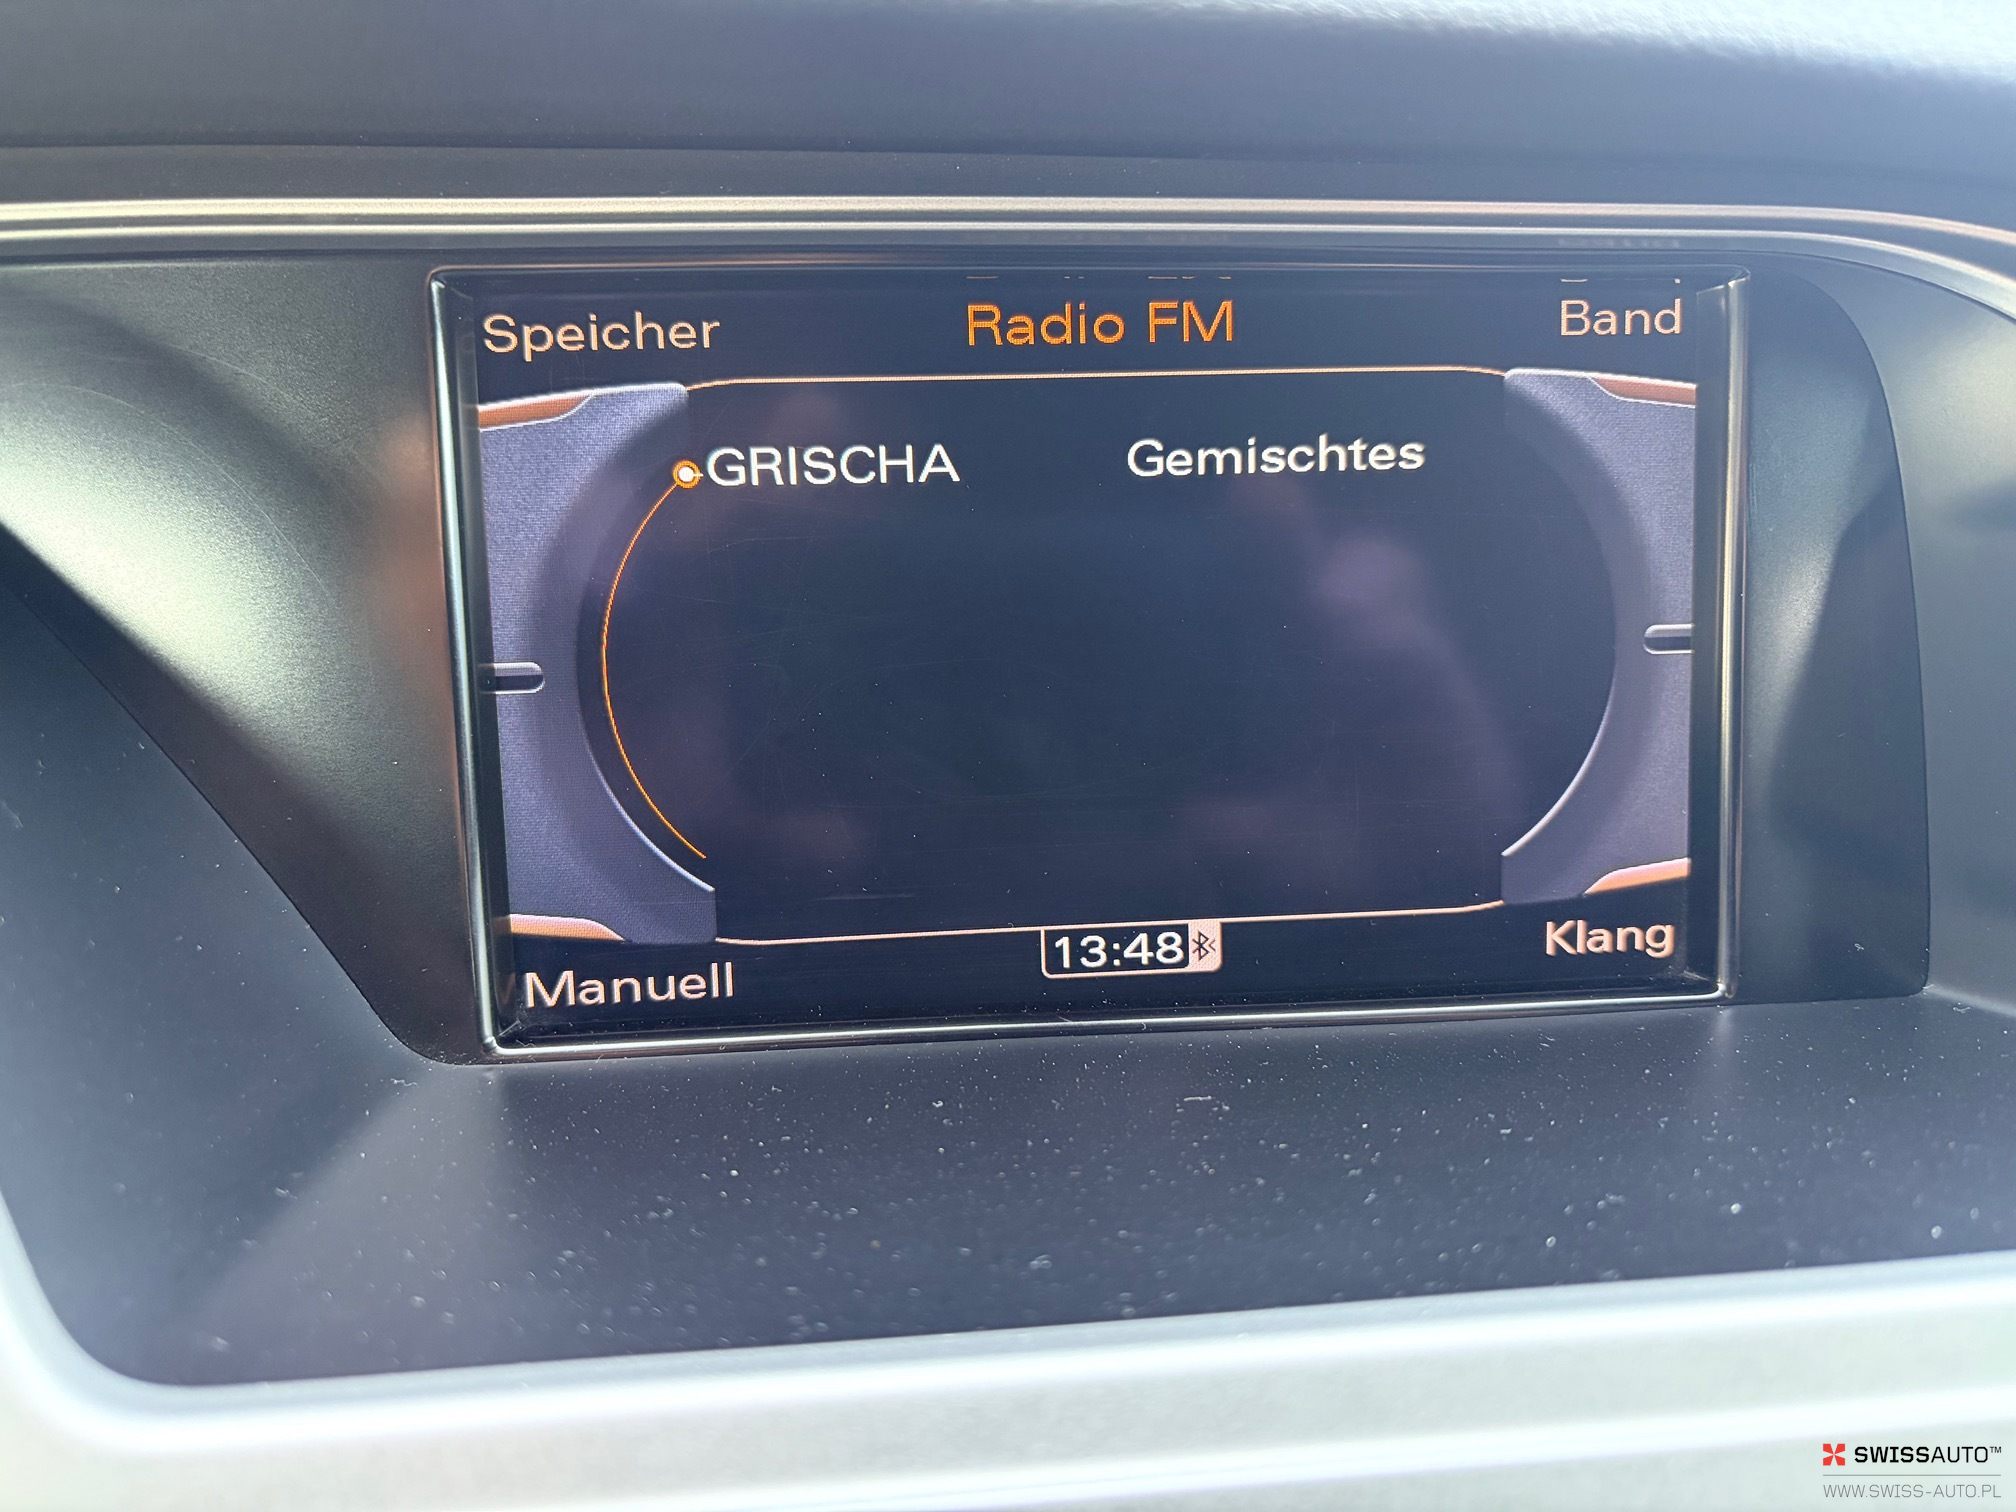 Speicher Radio FM Band
GRISCHA Gemischtes
Manuell 13:48 Klang
SWISSAUTO™
WWW.SWISS-AUTO.PL